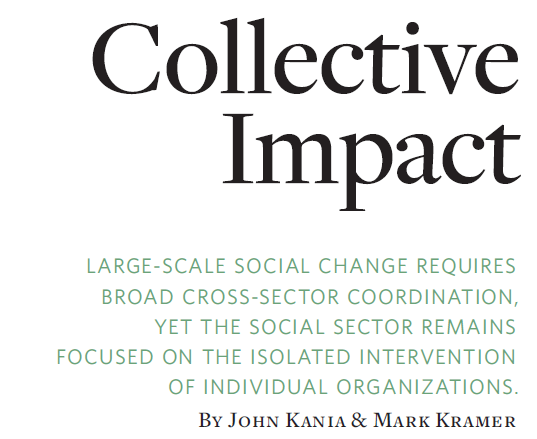 Collective
Impact
LARGE-SCALE SOCIAL CHANGE REQUIRES
BROAD CROSS-SECTOR COORDINATION,
YET THE SOCIAL SECTOR REMAINS
FOCUSED ON THE ISOLATED INTERVENTION
OF INDIVIDUAL ORGANIZATIONS.
By John Kania & Mark Kramer